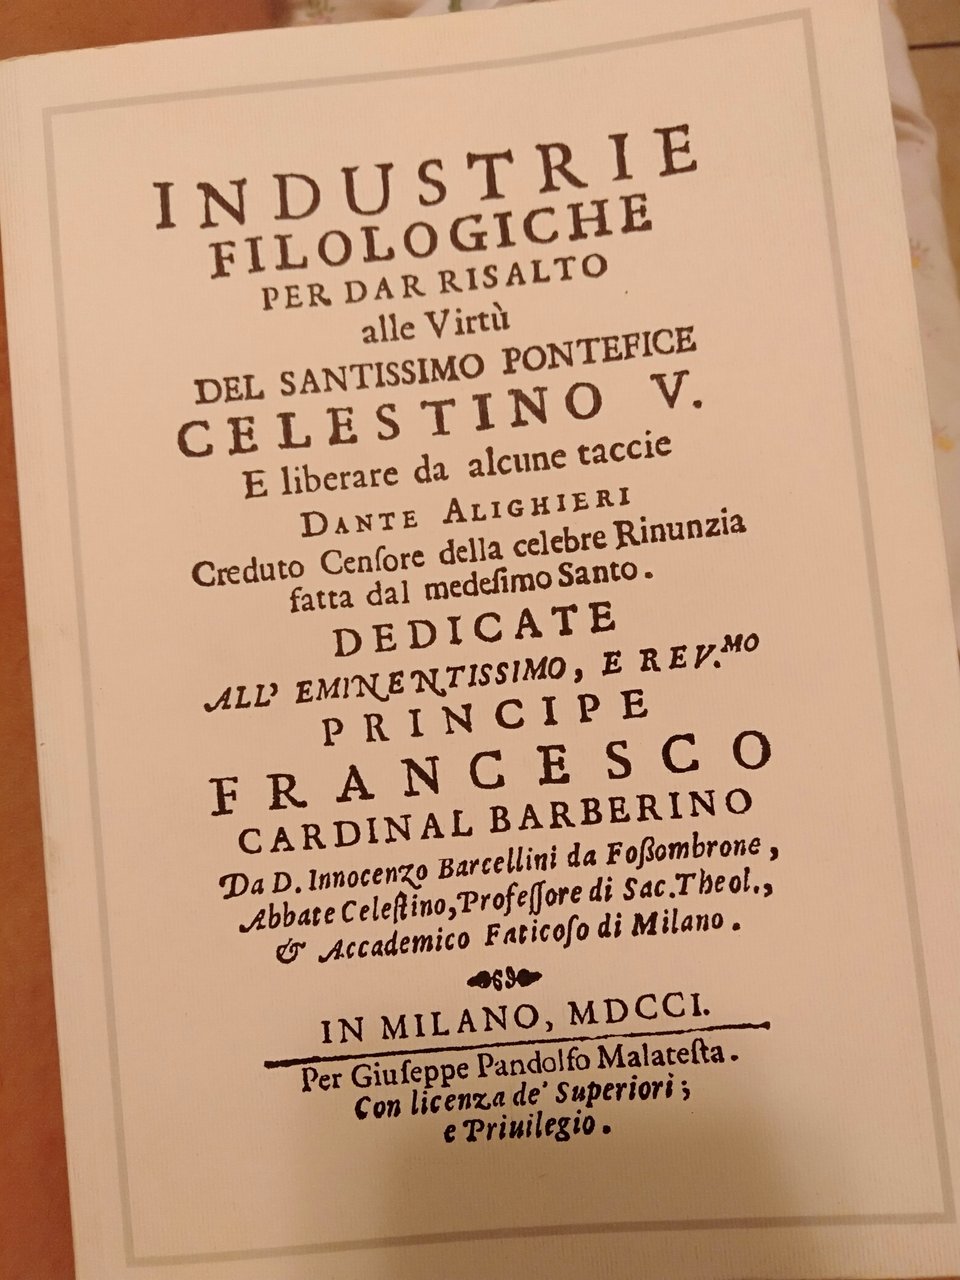 INDUSTRIE
FILOLOGICHE
PER DAR RISALTO
alle Virtù
DEL SANTISSIMO PONTEFICE
CELESTINO V.
E liberare da alcune taccie
DANTE ALIGHIERI
Creduto Cenſore della celebre Rinunzia
fatta dal medeſimo Santo.
DEDICATE
ALL' EMINENTISSIMO, E REV.MO
PRINCIPE
FRANCESCO
CARDINAL BARBERINO
Da D. Innocenzo Barcellini da Foßombrone,
Abbate Celeſtino, Profeſſore di Sac. Theol.,
& Accademico Faticoſo di Milano.
IN MILANO, MDCCI.
Per Giuſeppe Pandolfo Malateſta.
Con licenza de' Superiori;
e Priuilegio.